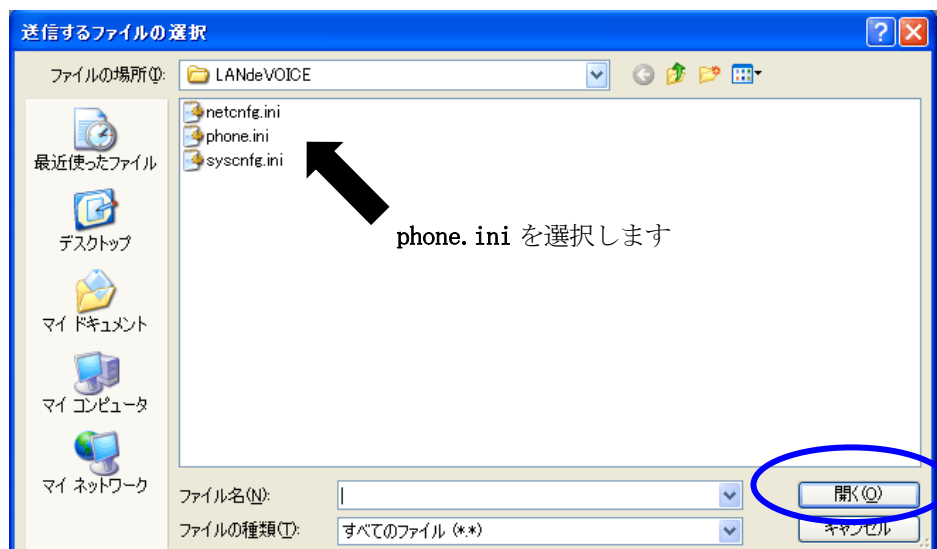 送信するファイルの選択
ファイルの場所(I):
LANdeVOICE
netcnfg.ini
phone.ini
syscnfg.ini
phone.ini を選択します
最近使ったファイル
デスクトップ
マイ ドキュメント
マイ コンピュータ
マイ ネットワーク
ファイル名(N):
開く(O)
ファイルの種類(T):
すべてのファイル (*.*)
キャンセル